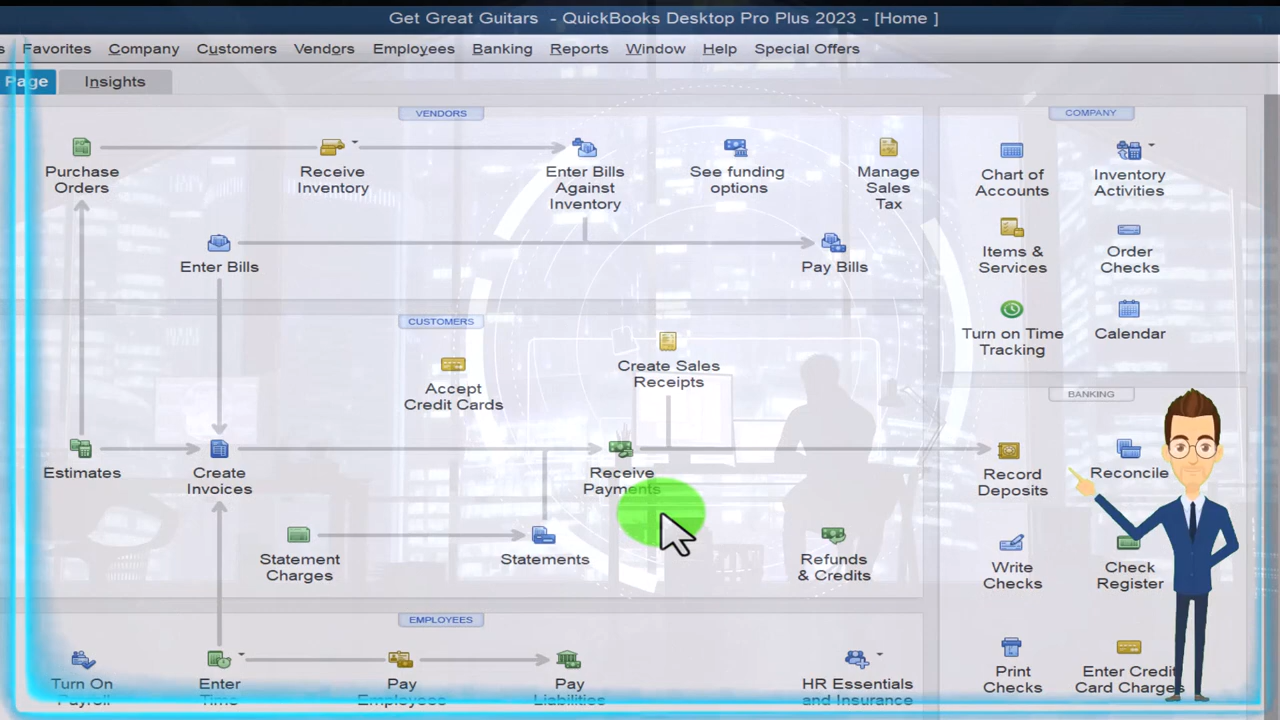 Get Great Guitars - QuickBooks Desktop Pro Plus 2023 - [Home ]
s Favorites Company Customers Vendors Employees Banking Reports Window Help Special Offers
Page Insights
VENDORS
Purchase
Orders
Receive
Inventory
Enter Bills
Against
Inventory
See funding
options
Manage
Sales
Tax
Enter Bills
Pay Bills
CUSTOMERS
Accept
Credit Cards
Create Sales
Receipts
Estimates
Create
Invoices
Receive
Payments
Statement
Charges
Statements
Refunds
& Credits
EMPLOYEES
Turn On
Payroll
Enter
Time
Pay
Employees
Pay
Liabilities
HR Essentials
and Insurance
COMPANY
Chart of
Accounts
Inventory
Activities
Items &
Services
Order
Checks
Turn on Time
Tracking
Calendar
BANKING
Record
Deposits
Reconcile
Write
Checks
Check
Register
Print
Checks
Enter Credit
Card Charges